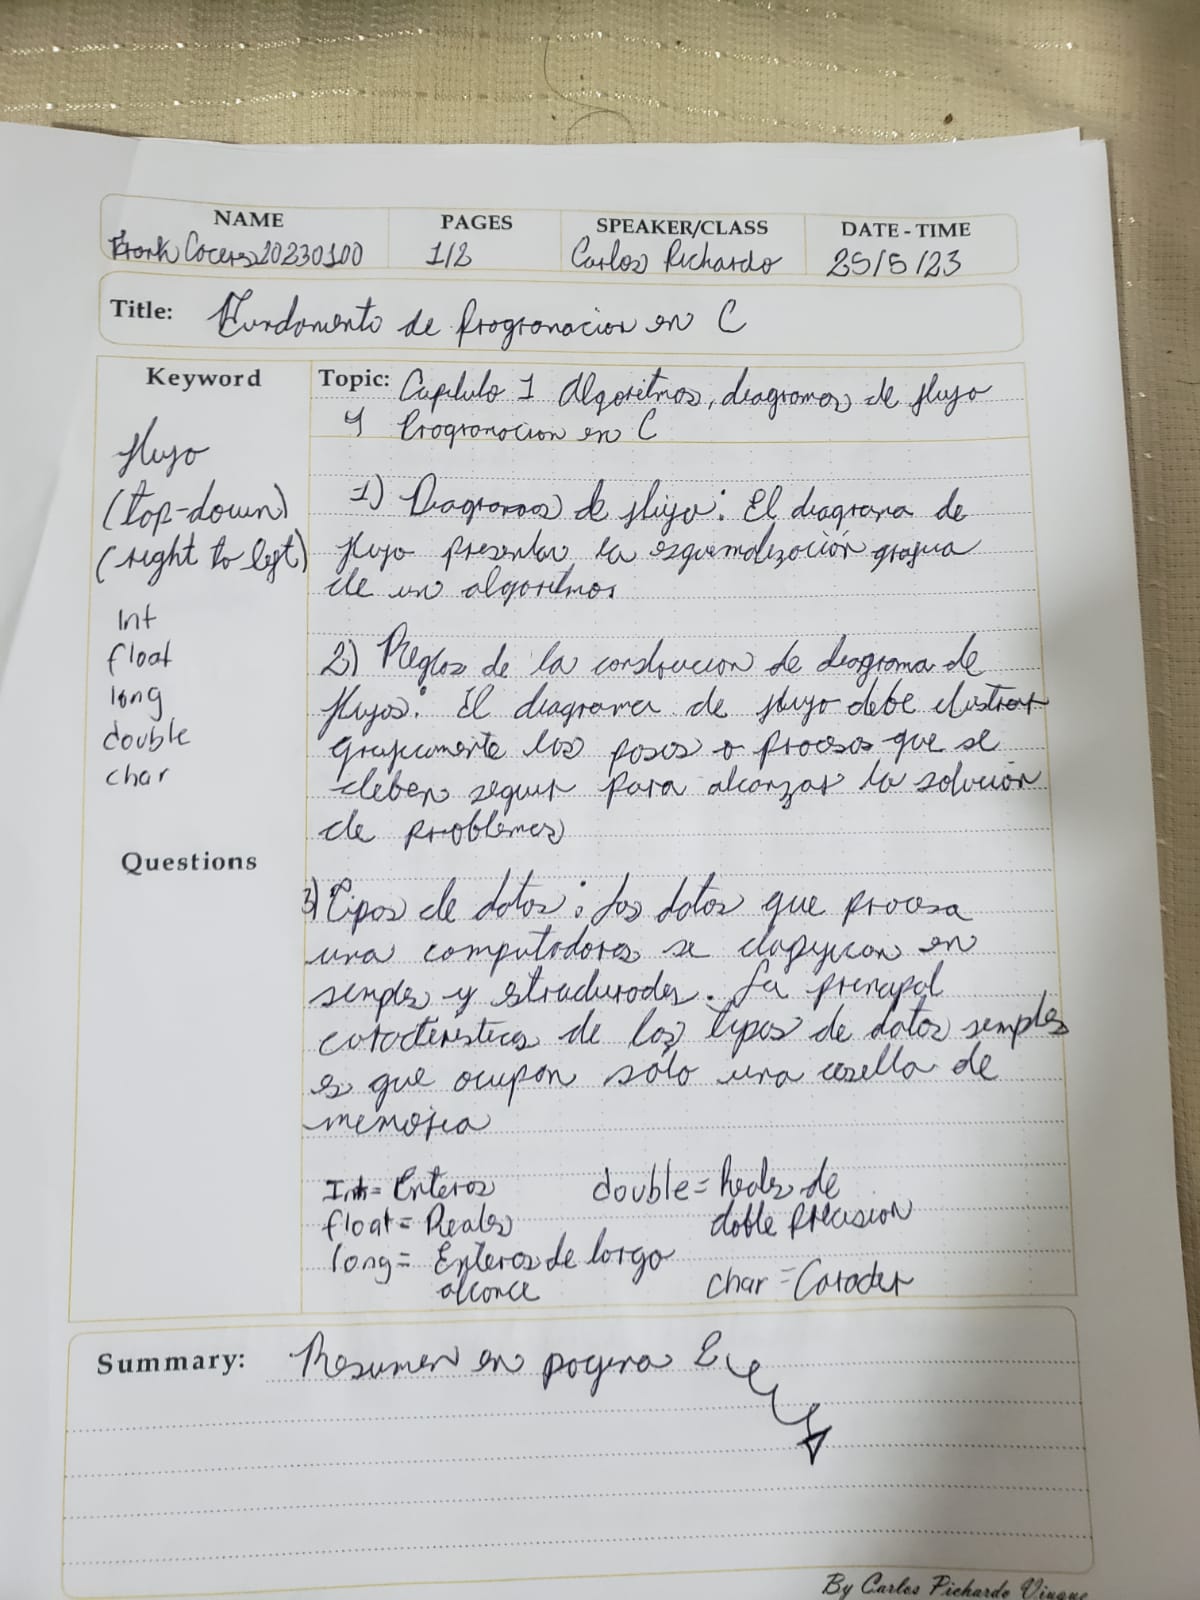 NAME
PAGES
SPEAKER/CLASS
DATE - TIME
Frank Coceres 20230100
1/2
Carlos Pichardo
25/5/23
Title: Fundamento de Programacion en C
Keyword
flujo
(top-down)
(right to left)
Int
float
long
double
char
Questions
Topic: Capitulo 1 Algoritmos, diagramas de flujo
y Programacion en C
1) Diagramas de flujo: El diagrama de
flujo presentar la esquematización grafica
de un algoritmos
2) Reglas de la construccion de diagrama de
flujos: El diagrama de flujo debe ilustrar
graficamente los pasos o procesos que se
deben seguir para alcanzar la solución
de problemas
3) Tipos de datos: Los datos que procesa
una computadora se clasifican en
simples y estructurados. La principal
caracteristicas de los tipos de datos simples
es que ocupan sólo una casilla de
memoria
Int = Enteros
float = Reales
long = Enteros de largo
alcance
double = Reales de
doble precision
char = Caracter
Summary: Resumen en pagina 2
By Carlos Pichardo Viuque